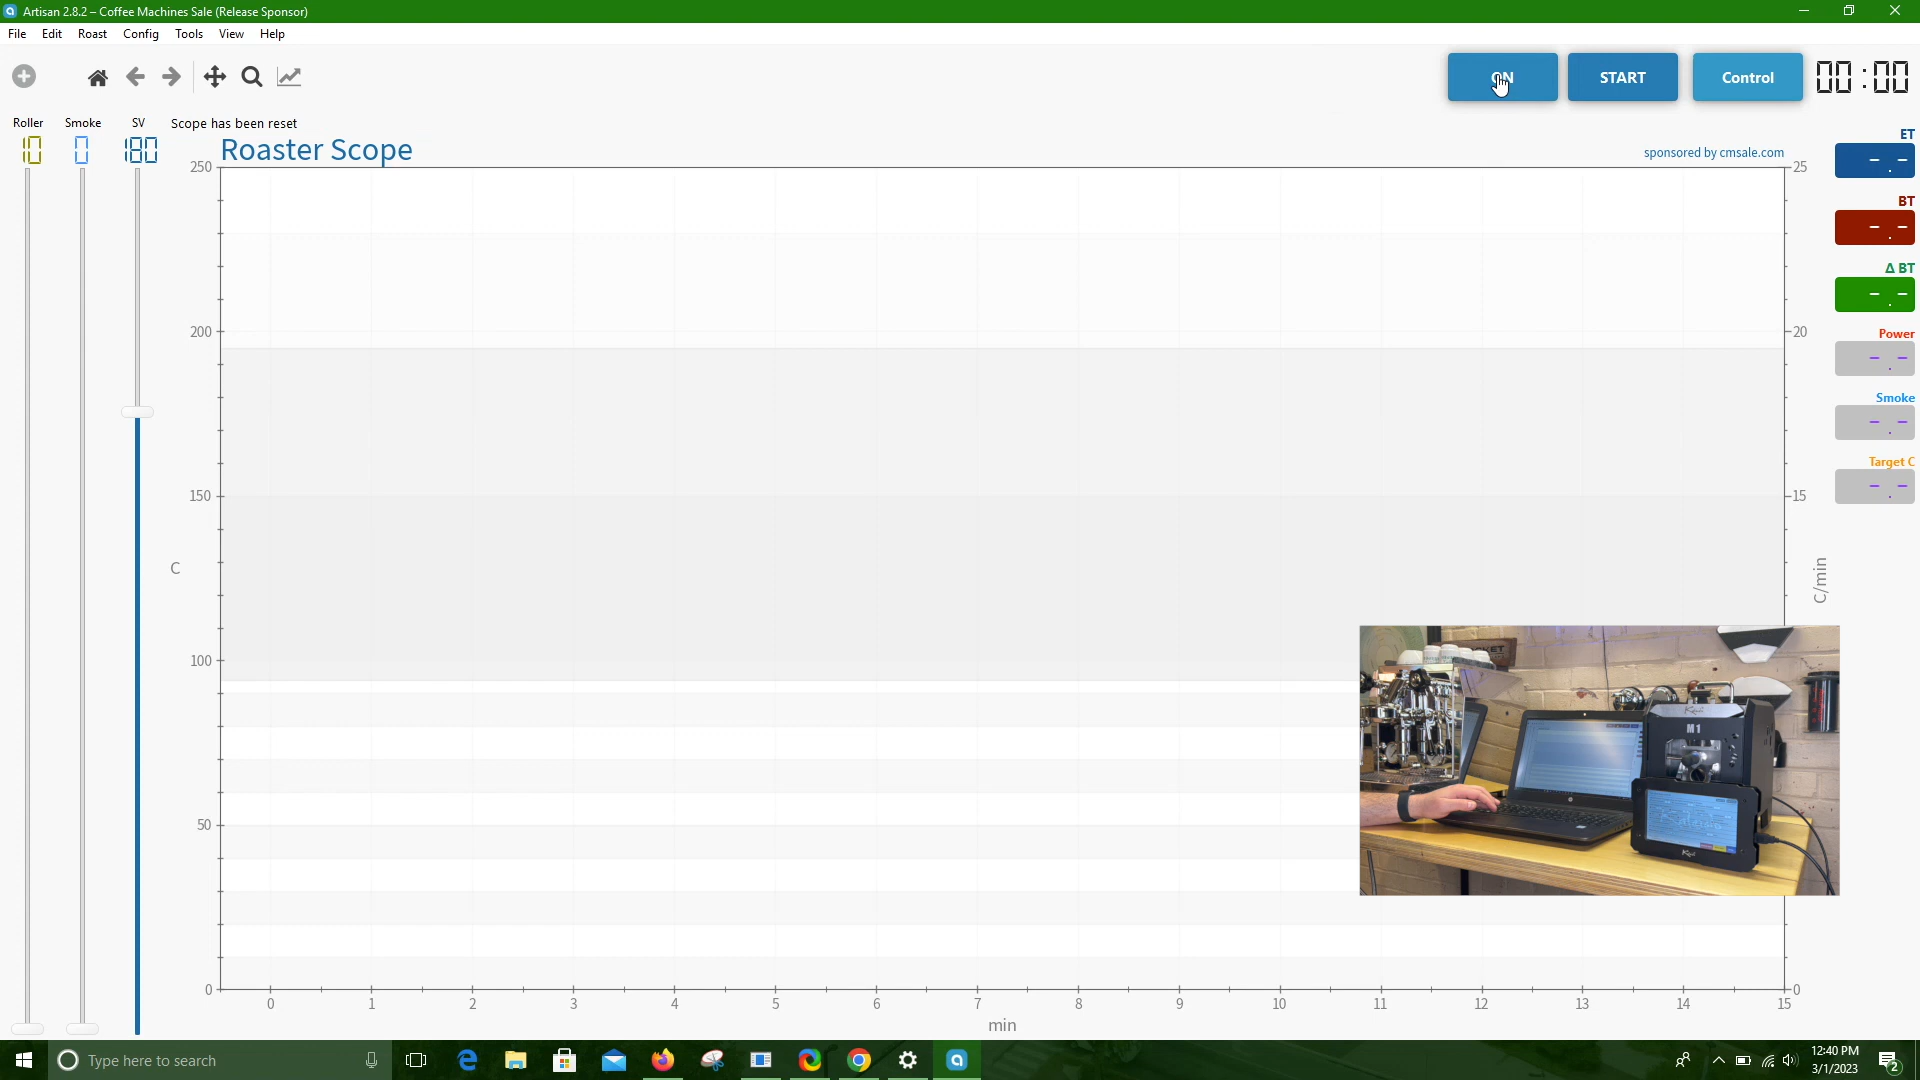 Artisan 2.8.2 – Coffee Machines Sale (Release Sponsor)
File Edit Roast Config Tools View Help
ON START Control 00:00
Roller Smoke SV Scope has been reset
10 0 180
Roaster Scope
sponsored by cmsale.com
ET
BT
Δ BT
Power
Smoke
Target C
250
200
150
100
50
0
C
25
20
15
0
C/min
0 1 2 3 4 5 6 7 8 9 10 11 12 13 14 15
min
M1
Type here to search
12:40 PM
3/1/2023
2